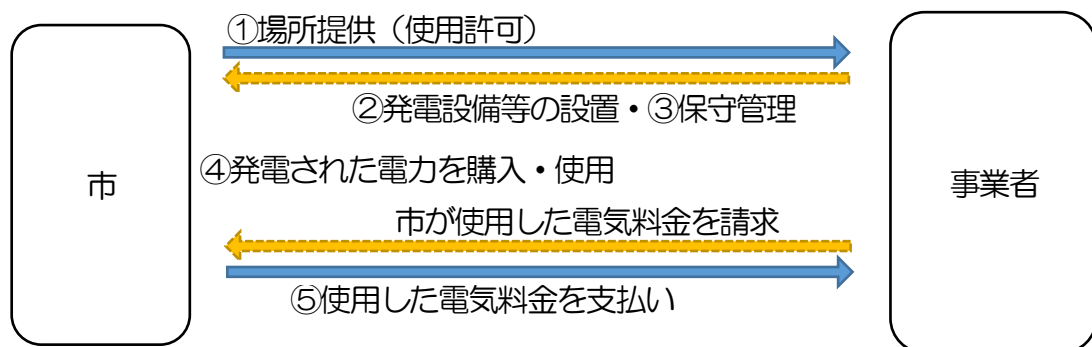 ①場所提供（使用許可）
②発電設備等の設置・③保守管理
市
④発電された電力を購入・使用
事業者
市が使用した電気料金を請求
⑤使用した電気料金を支払い